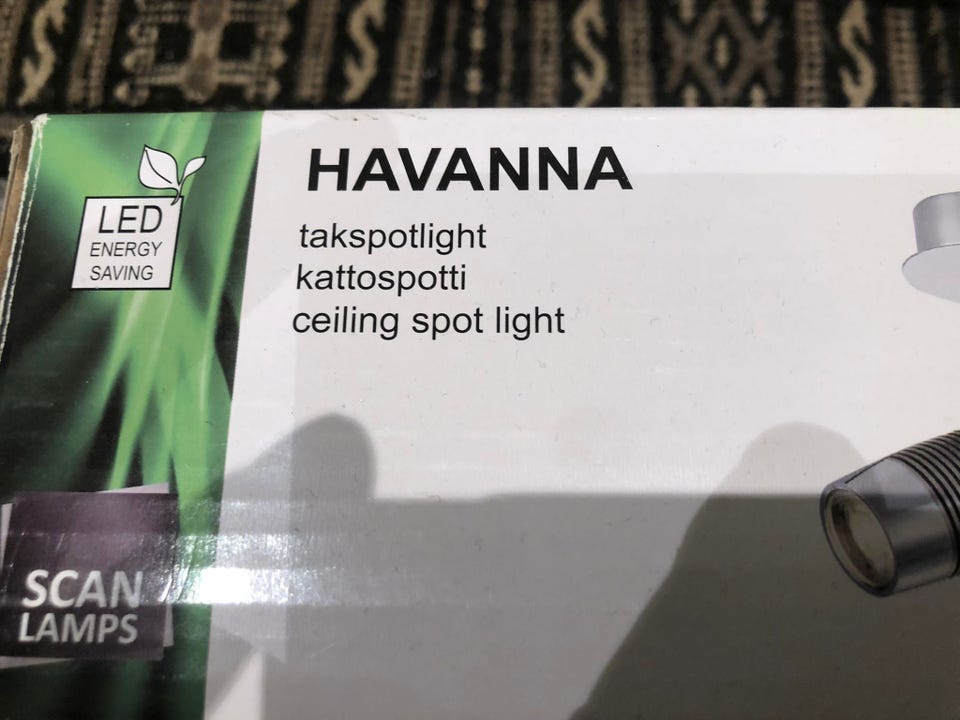 HAVANNA
LED
ENERGY
SAVING
takspotlight
kattospotti
ceiling spot light
SCAN
LAMPS